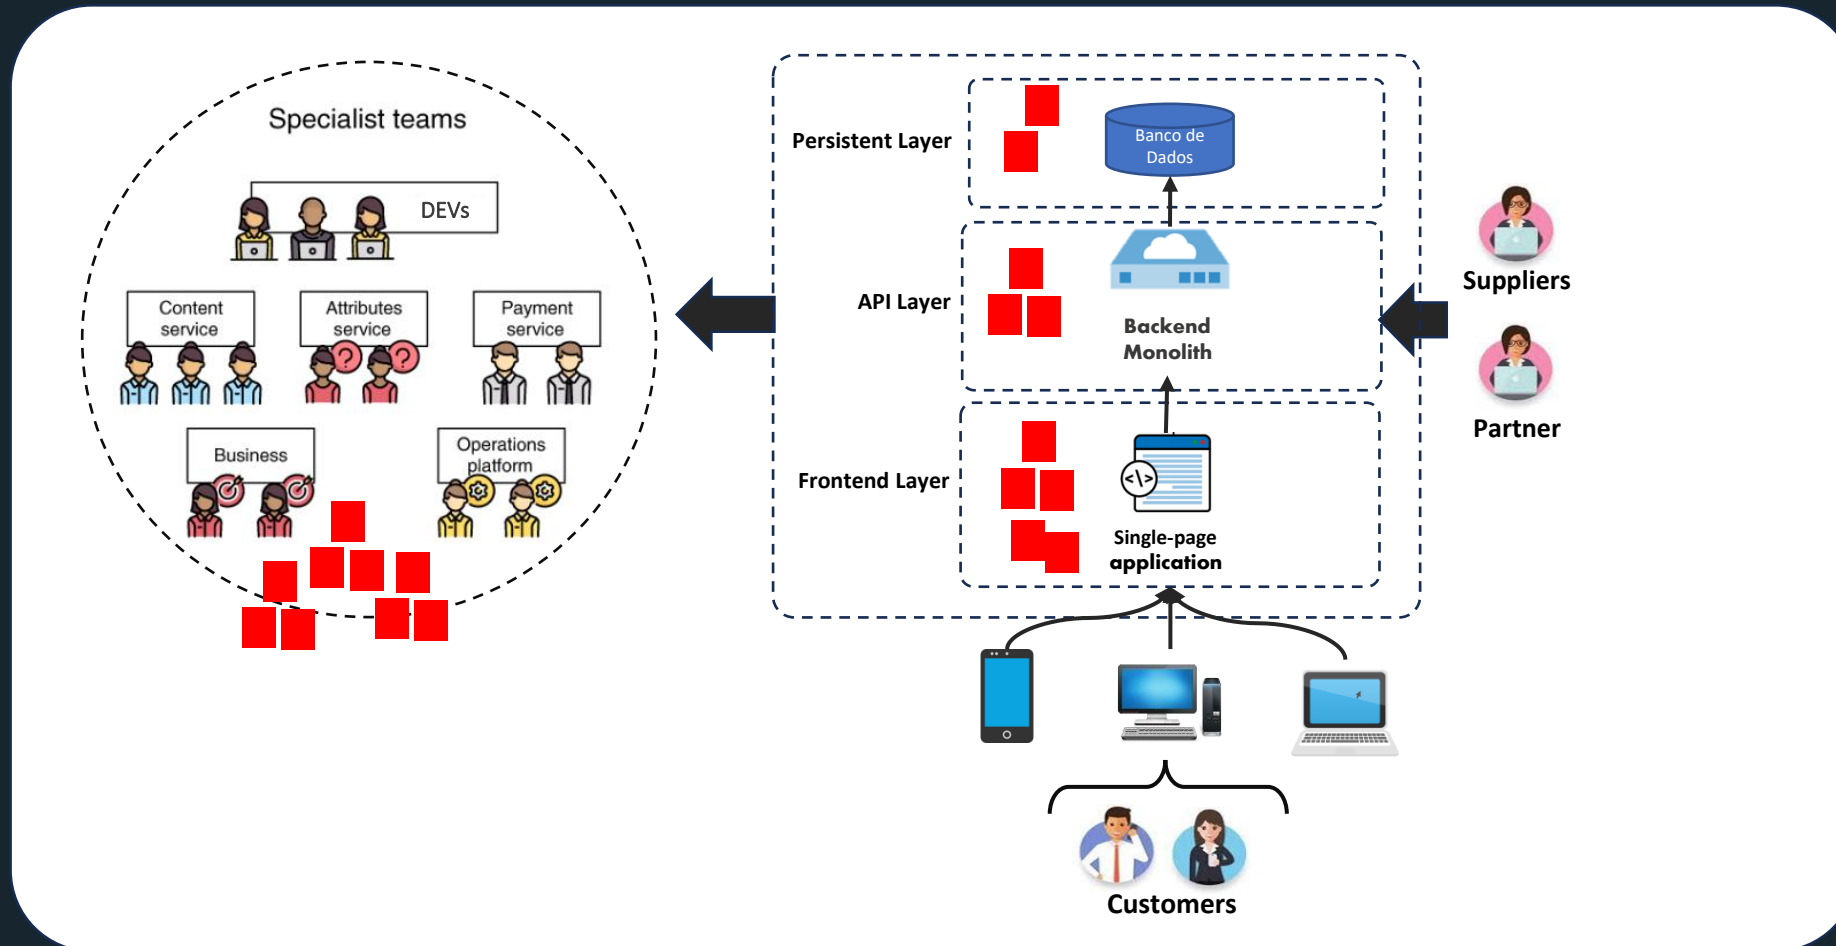 Specialist teams
DEVs
Content
service
Attributes
service
Payment
service
Business
Operations
platform
Persistent Layer
Banco de
Dados
API Layer
Backend
Monolith
Frontend Layer
</>
Single-page
application
Suppliers
Partner
Customers